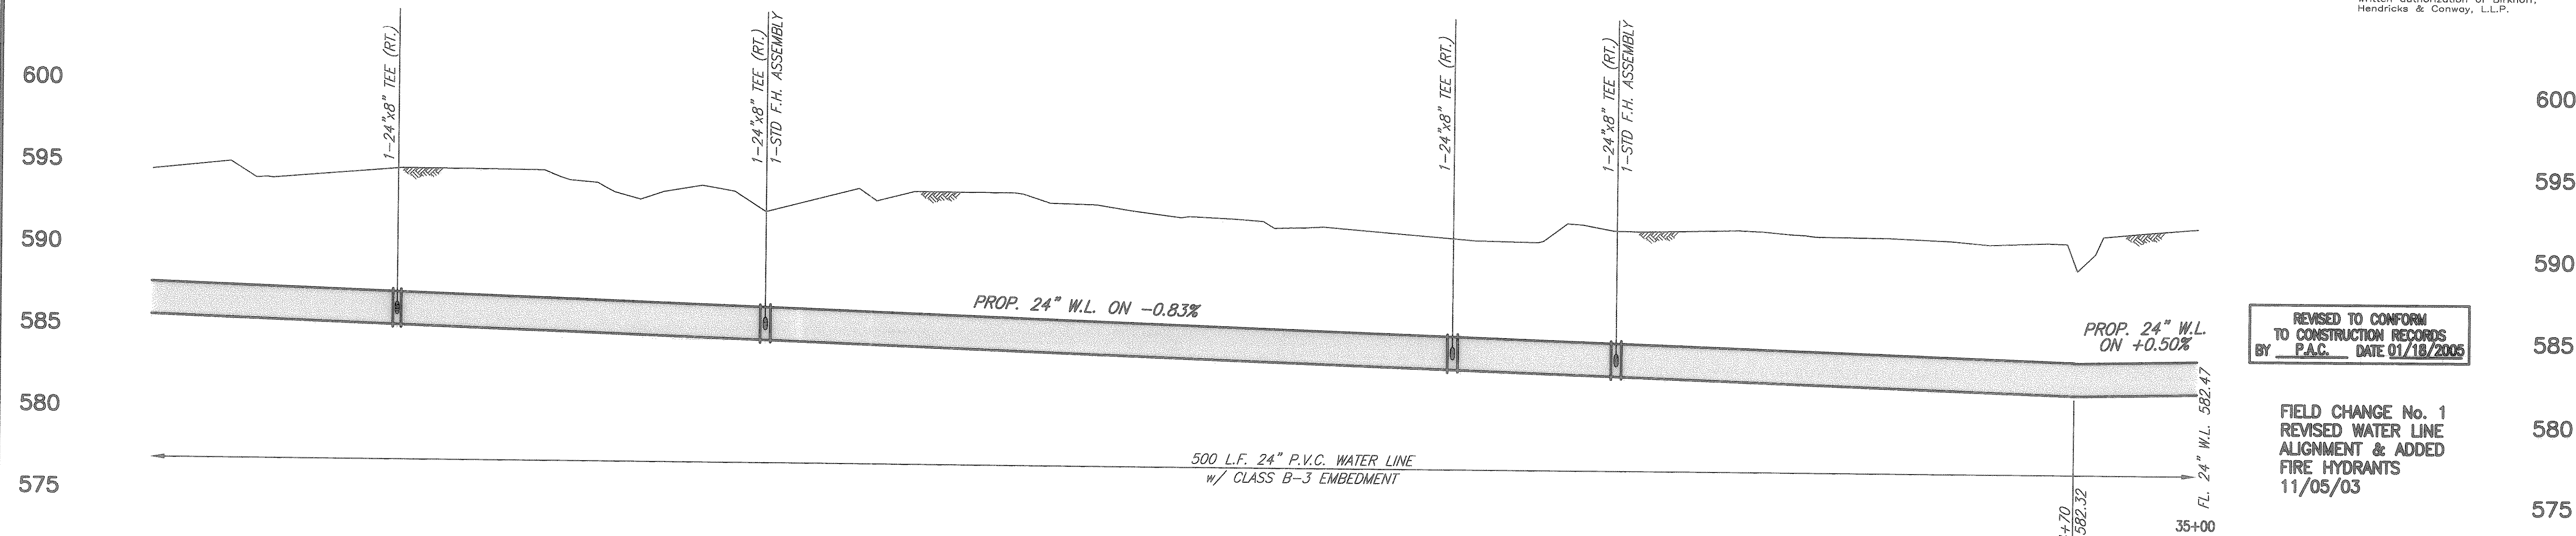 Hendricks & Conway, L.L.P.
600
595
590
585
580
575
1-24"x8" TEE (RT.)
1-24"x8" TEE (RT.)
1-STD F.H. ASSEMBLY
1-24"x8" TEE (RT.)
1-24"x8" TEE (RT.)
1-STD F.H. ASSEMBLY
PROP. 24" W.L. ON -0.83%
PROP. 24" W.L.
ON +0.50%
500 L.F. 24" P.V.C. WATER LINE
w/ CLASS B-3 EMBEDMENT
+70
582.32
FL. 24" W.L. 582.47
35+00
REVISED TO CONFORM
TO CONSTRUCTION RECORDS
BY P.A.C. DATE 01/18/2005
FIELD CHANGE No. 1
REVISED WATER LINE
ALIGNMENT & ADDED
FIRE HYDRANTS
11/05/03
600
595
590
585
580
575